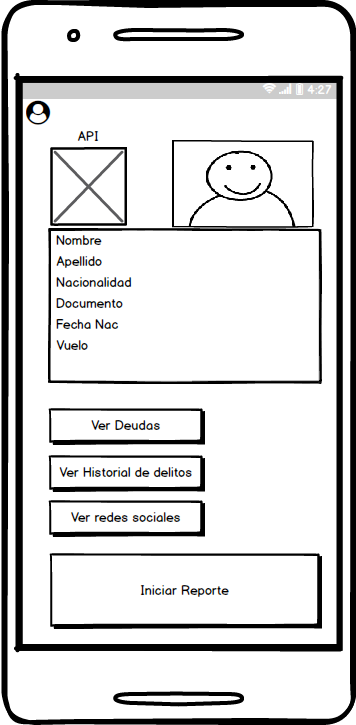 4:27
API
Nombre
Apellido
Nacionalidad
Documento
Fecha Nac
Vuelo
Ver Deudas
Ver Historial de delitos
Ver redes sociales
Iniciar Reporte